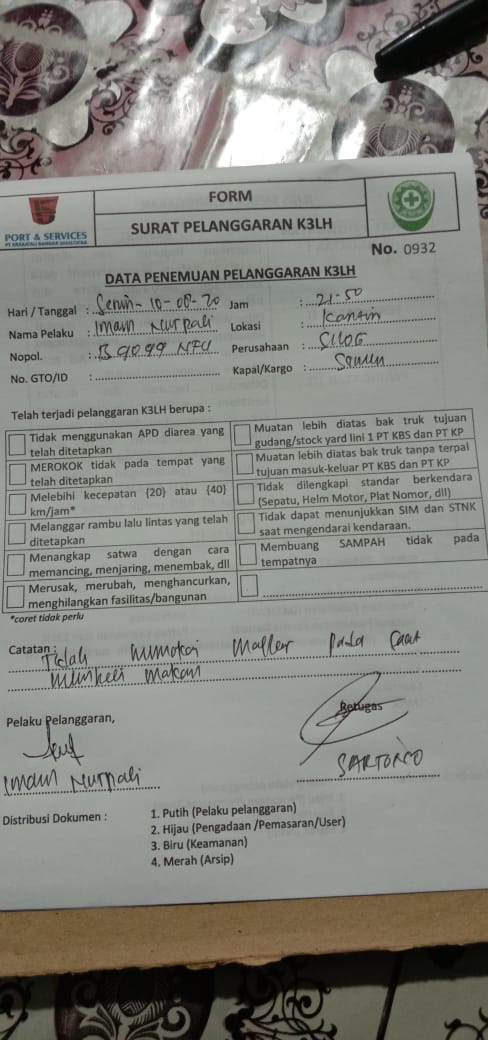 PORT & SERVICES
PT KRAKATAU BANDAR SAMUDERA
FORM
SURAT PELANGGARAN K3LH
No. 0932
DATA PENEMUAN PELANGGARAN K3LH
Hari / Tanggal : Senin - 10-08-20 Jam : 21-50
Nama Pelaku : Imam Nurpali Lokasi : Kantin
Nopol. : B 9099 NFU Perusahaan : SILOG
No. GTO/ID : Kapal/Kargo : Semen
Telah terjadi pelanggaran K3LH berupa :
Tidak menggunakan APD diarea yang telah ditetapkan
Muatan lebih diatas bak truk tujuan gudang/stock yard lini 1 PT KBS dan PT KP
MEROKOK tidak pada tempat yang telah ditetapkan
Muatan lebih diatas bak truk tanpa terpal tujuan masuk-keluar PT KBS dan PT KP
Melebihi kecepatan {20} atau {40} km/jam*
Tidak dilengkapi standar berkendara (Sepatu, Helm Motor, Plat Nomor, dll)
Melanggar rambu lalu lintas yang telah ditetapkan
Tidak dapat menunjukkan SIM dan STNK saat mengendarai kendaraan.
Menangkap satwa dengan cara memancing, menjaring, menembak, dll
Membuang SAMPAH tidak pada tempatnya
Merusak, merubah, menghancurkan, menghilangkan fasilitas/bangunan
*coret tidak perlu
Catatan : Tidak memakai masker pada saat
membeli makan
Pelaku Pelanggaran,
Petugas
Imam Nurpali
SARTONO
Distribusi Dokumen :
1. Putih (Pelaku pelanggaran)
2. Hijau (Pengadaan /Pemasaran/User)
3. Biru (Keamanan)
4. Merah (Arsip)